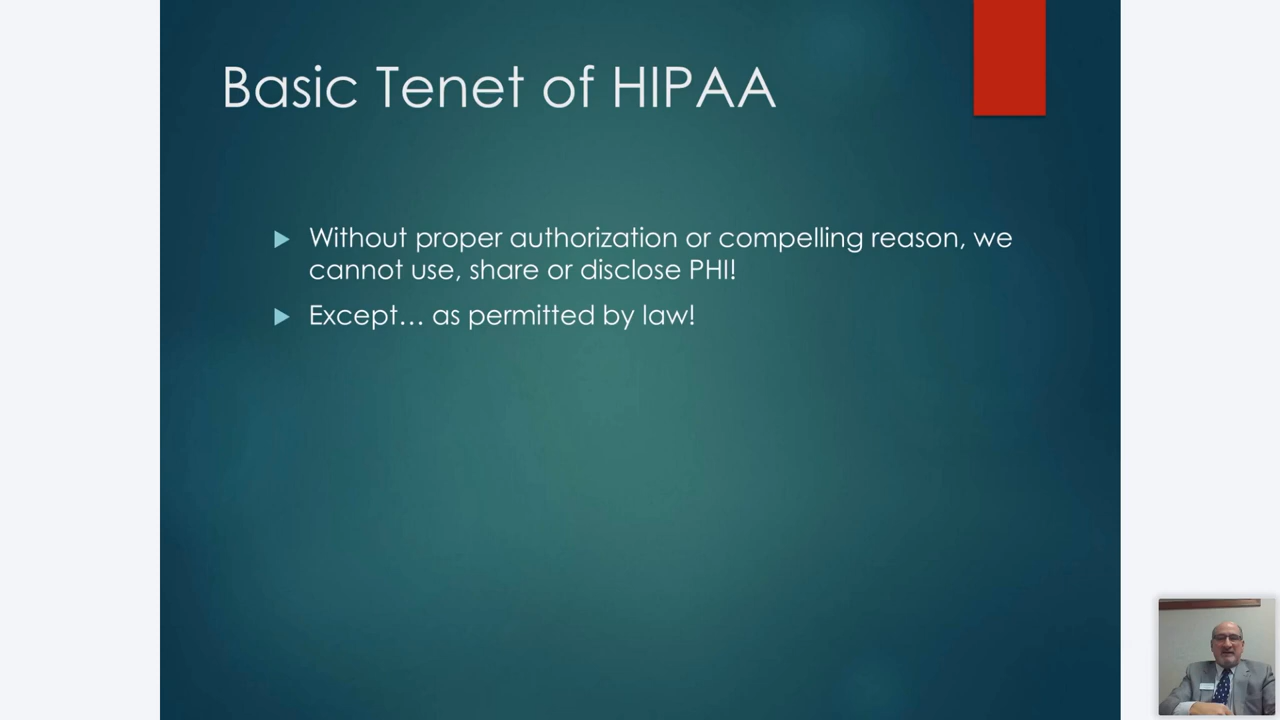 Basic Tenet of HIPAA
Without proper authorization or compelling reason, we
cannot use, share or disclose PHI!
Except… as permitted by law!